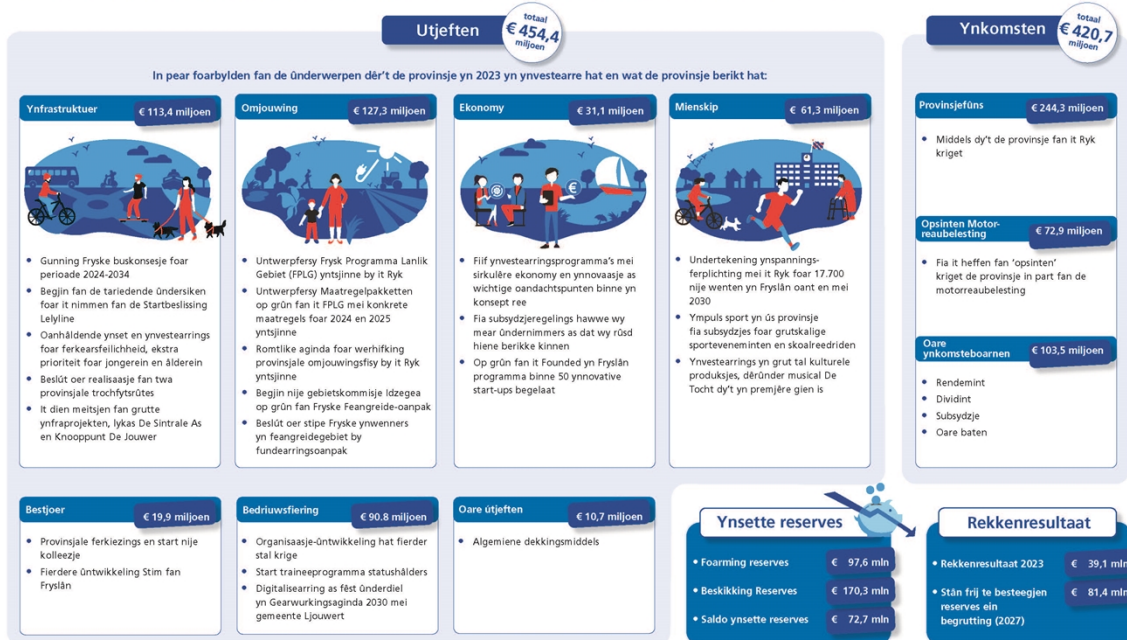 Utjeften
totaal
€ 454,4
miljoen
In pear foarbylden fan de ûnderwerpen dêr't de provinsje yn 2023 yn ynvestearre hat en wat de provinsje berikt hat:
Ynfrastruktuer
€ 113,4 miljoen
• Gunning Fryske buskonsesje foar
perioade 2024-2034
• Begjin fan de tariedende ûndersiken
foar it nimmen fan de Startbeslissing
Lelyline
• Oanhâldende ynset en ynvestearrings
foar ferkearsfeilichheid, ekstra
prioriteit foar jongerein en âlderein
• Beslút oer realisaasje fan twa
provinsjale trochfytsrûtes
• It dien meitsjen fan grutte
ynfraprojekten, lykas De Sintrale As
en Knooppunt De Jouwer
Omjouwing
€ 127,3 miljoen
• Untwerpfersy Frysk Programma Lanlik
Gebiet (FPLG) yntsjinne by it Ryk
• Untwerpfersy Maatregelpakketten
op grûn fan it FPLG mei konkrete
maatregels foar 2024 en 2025
yntsjinne
• Romtlike aginda foar werhifking
provinsjale omjouwingsfisy by it Ryk
yntsjinne
• Begjin nije gebietskommisje Idzegea
op grûn fan Fryske Feangreide-oanpak
• Beslút oer stipe Fryske ynwenners
yn feangreidegebiet by
fundearringsoanpak
Ekonomy
€ 31,1 miljoen
€
• Fiif ynvestearringsprogramma's mei
sirkulêre ekonomy en ynnovaasje as
wichtige oandachtspunten binne yn
konsept ree
• Fia subsydzjeregelings hawwe wy
mear ûndernimmers as dat wy rûsd
hiene berikke kinnen
• Op grûn fan it Founded yn Fryslân
programma binne 50 ynnovative
start-ups begelaat
Mienskip
€ 61,3 miljoen
• Undertekening ynspannings-
ferplichting mei it Ryk foar 17.700
nije wenten yn Fryslân oant en mei
2030
• Ympuls sport yn ús provinsje
fia subsydzjes foar grutskalige
sporteveneminten en skoalreedriden
• Ynvestearrings yn grut tal kulturele
produksjes, dêrûnder musical De
Tocht dy't yn premjêre gien is
Bestjoer
€ 19,9 miljoen
• Provinsjale ferkiezings en start nije
kolleezje
• Fierdere ûntwikkeling Stim fan
Fryslân
Bedriuwsfiering
€ 90.8 miljoen
• Organisaasje-ûntwikkeling hat fierder
stal krige
• Start traineeprogramma statushâlders
• Digitalisearring as fêst ûnderdiel
yn Gearwurkingsaginda 2030 mei
gemeente Ljouwert
Oare útjeften
€ 10,7 miljoen
• Algemiene dekkingsmiddels
Ynkomsten
totaal
€ 420,7
miljoen
Provinsjefûns
€ 244,3 miljoen
• Middels dy't de provinsje fan it Ryk
kriget
Opsinten Motor-
reaubelesting
€ 72,9 miljoen
• Fia it heffen fan 'opsinten'
kriget de provinsje in part fan de
motorreaubelesting
Oare
ynkomsteboarnen
€ 103,5 miljoen
• Rendemint
• Dividint
• Subsydzje
• Oare baten
Ynsette reserves
• Foarming reserves € 97,6 mln
• Beskikking Reserves € 170,3 mln
• Saldo ynsette reserves € 72,7 mln
Rekkenresultaat
• Rekkenresultaat 2023 € 39,1 mln
• Stân frij te besteegjen € 81,4 mln
reserves ein
begrutting (2027)